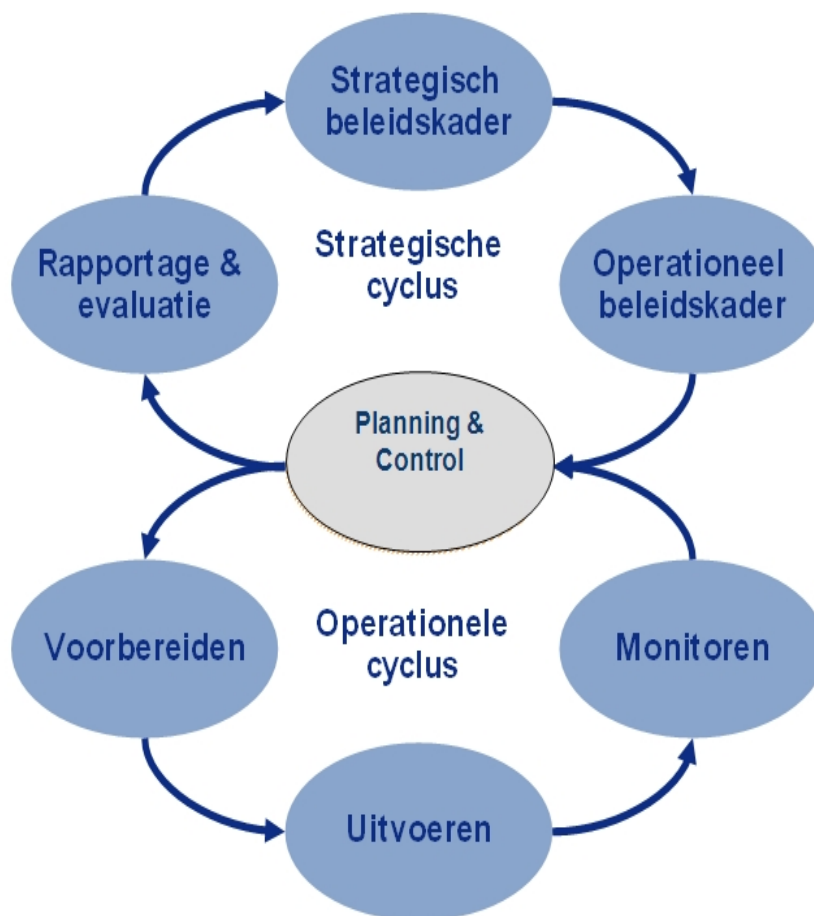 Strategisch
beleidskader
Rapportage &
evaluatie
Strategische
cyclus
Operationeel
beleidskader
Planning &
Control
Voorbereiden
Operationele
cyclus
Monitoren
Uitvoeren